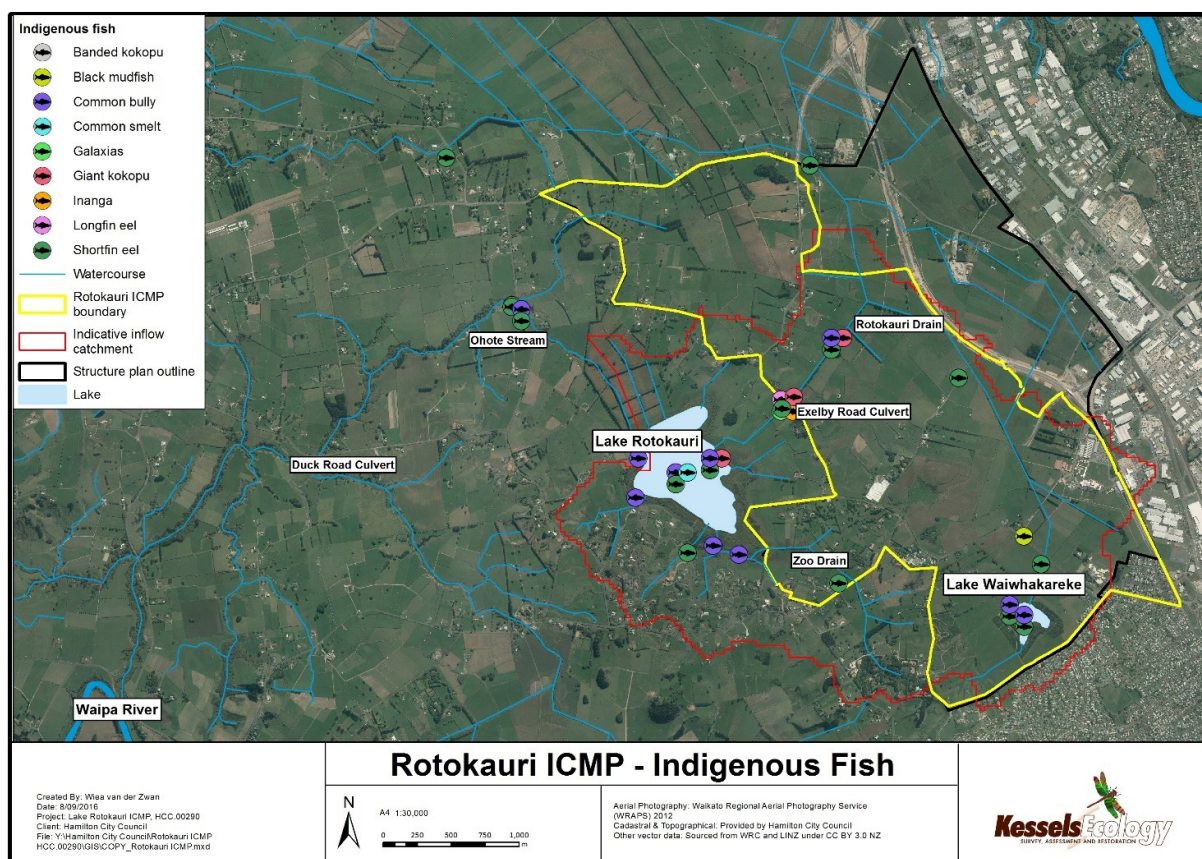 Indigenous fish
Banded kokopu
Black mudfish
Common bully
Common smelt
Galaxias
Giant kokopu
Inanga
Longfin eel
Shortfin eel
Watercourse
Rotokauri ICMP
boundary
Indicative inflow
catchment
Structure plan outline
Lake
Rotokauri Drain
Ohote Stream
Exelby Road Culvert
Lake Rotokauri
Duck Road Culvert
Zoo Drain
Lake Waiwhakareke
Waipa River
Rotokauri ICMP - Indigenous Fish
Created By: Wiea van der Zwan
Date: 8/09/2016
Project: Lake Rotokauri ICMP, HCC.00290
Client: Hamilton City Council
File: Y:\Hamilton City Council\Rotokauri ICMP
HCC.00290\GIS\COPY_Rotokauri ICMP.mxd
N
A4 1:30,000
0 250 500 1,000
m
Aerial Photography: Waikato Regional Aerial Photography Service
(WRAPS) 2012
Cadastral & Topographical: Provided by Hamilton City Council
Other vector data: Sourced from WRC and LINZ under CC BY 3.0 NZ
KesselsEcology
SURVEY, ASSESSMENT AND RESTORATION